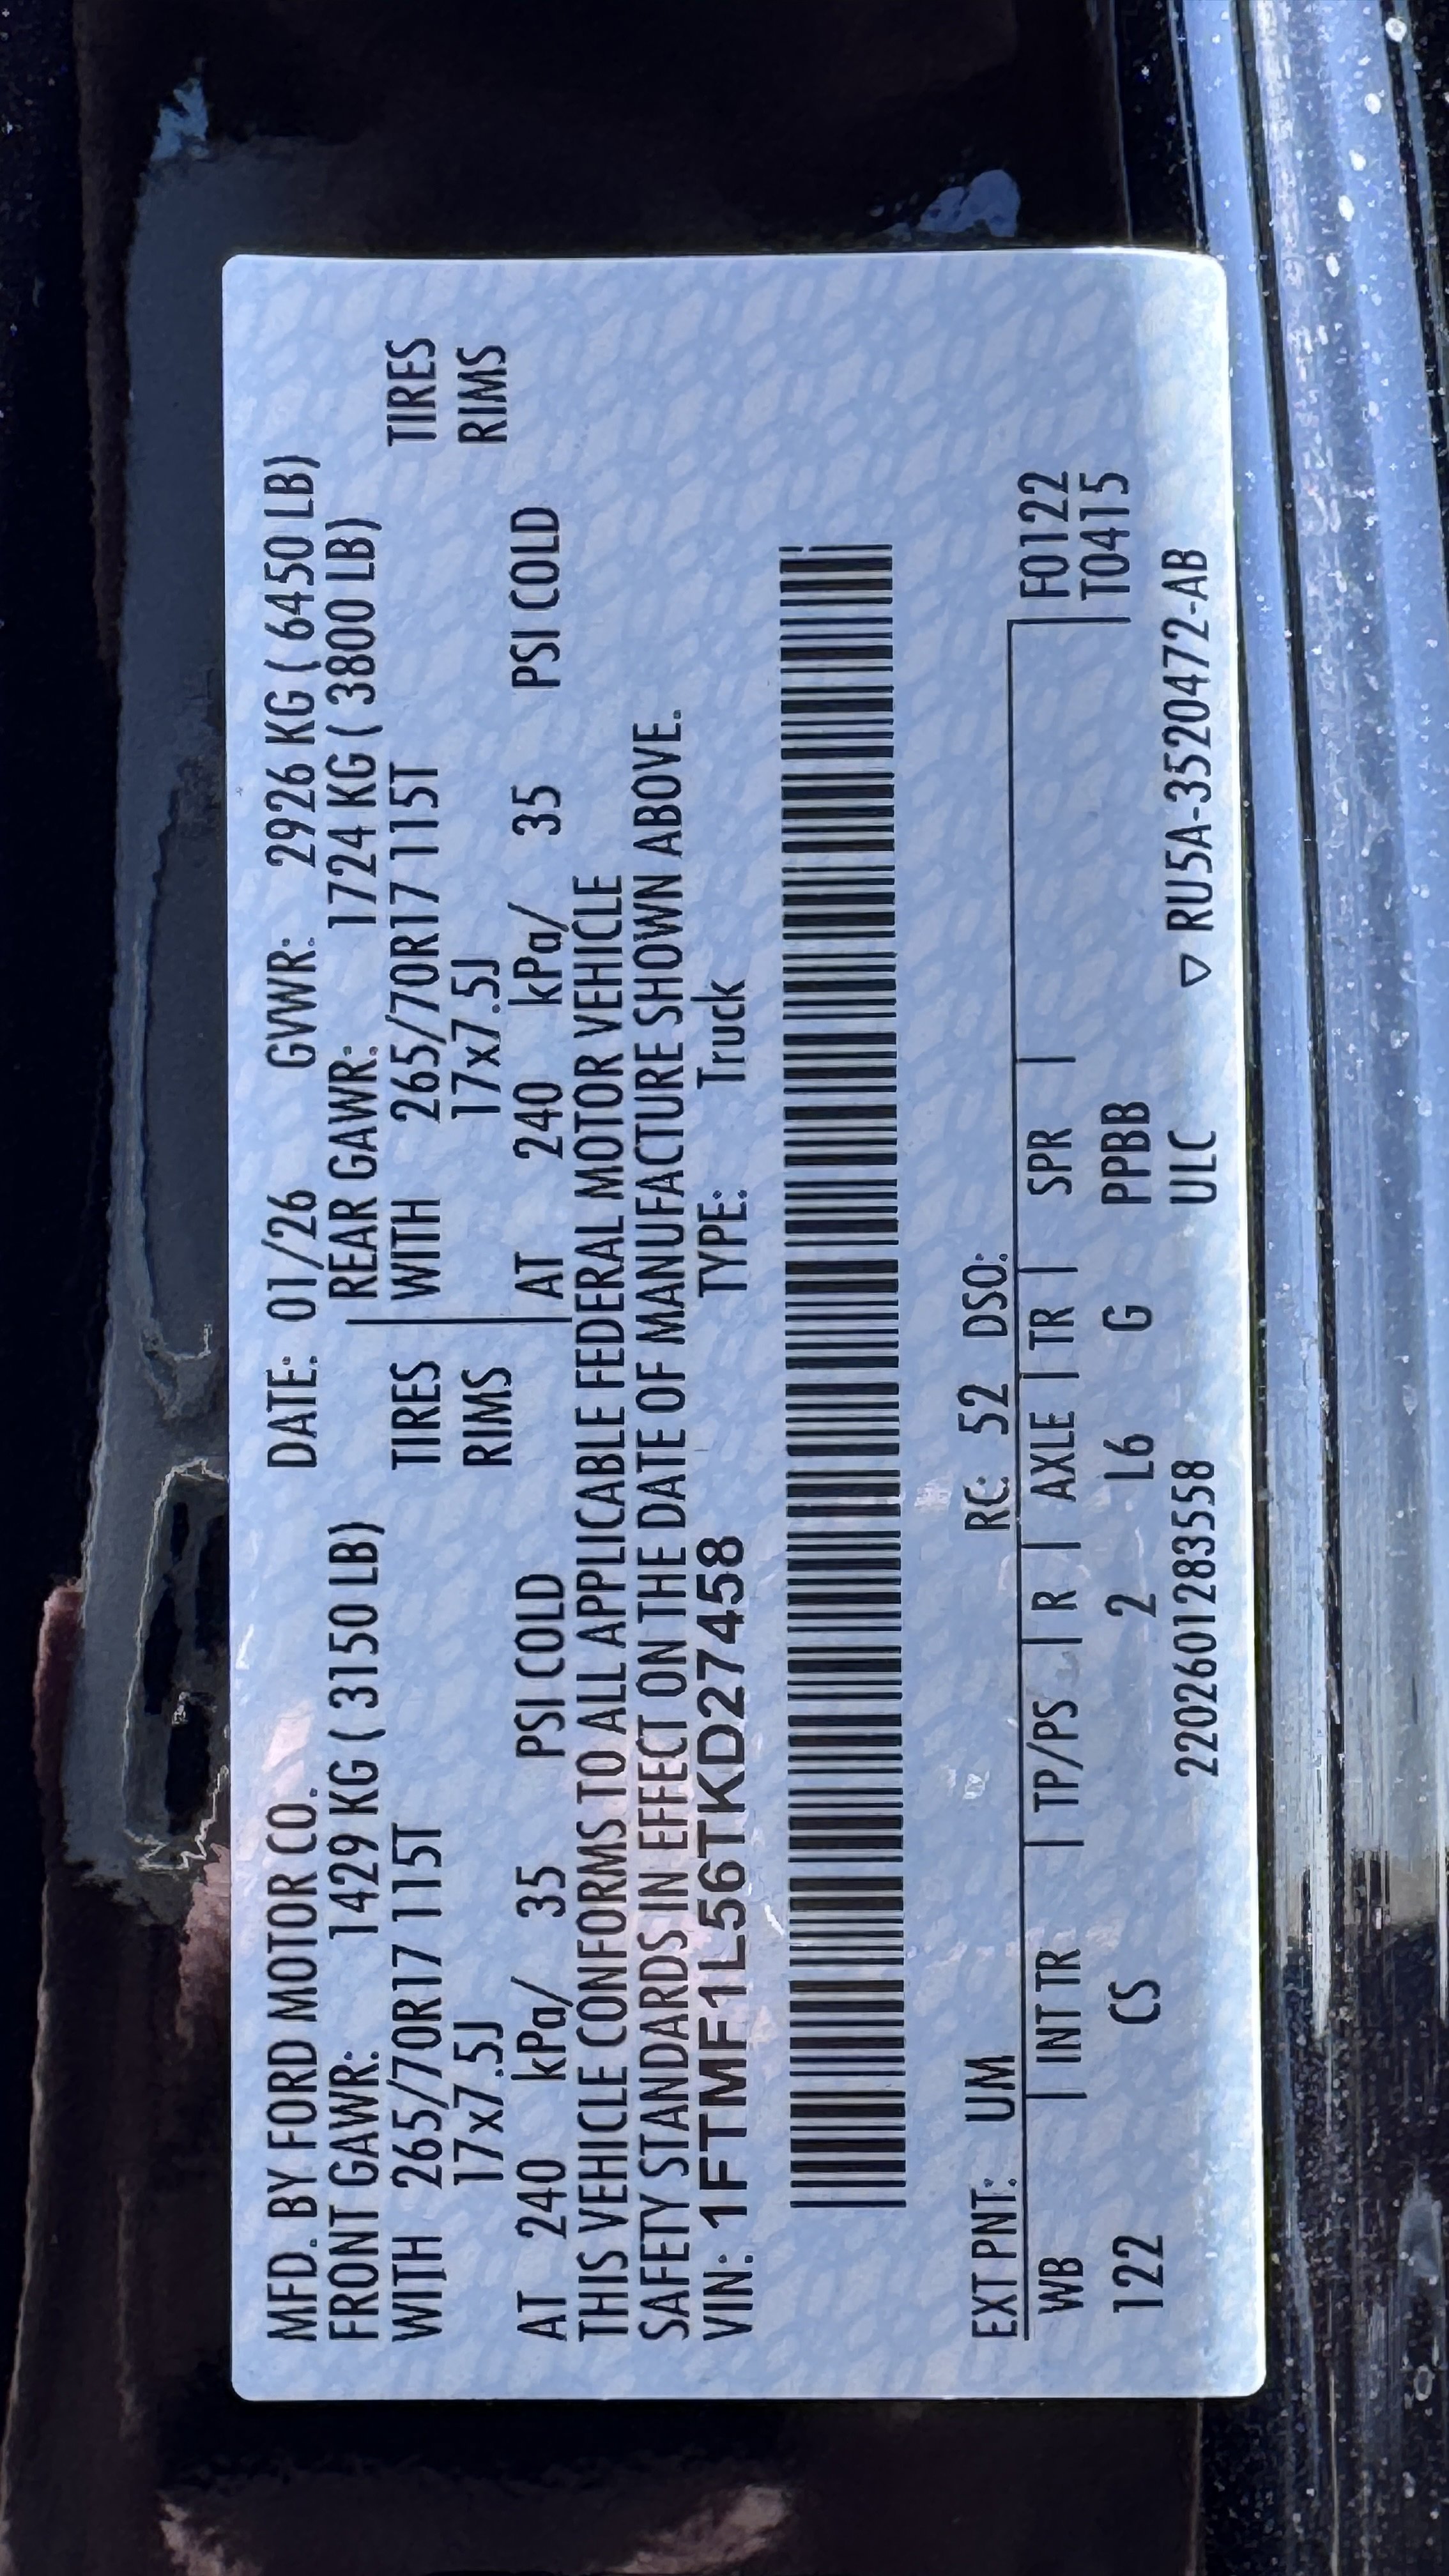 MFD. BY FORD MOTOR CO. DATE: 01/26 GVWR: 2926 KG ( 6450 LB)
FRONT GAWR: 1429 KG ( 3150 LB) REAR GAWR: 1724 KG ( 3800 LB)
WITH 265/70R17 115T TIRES WITH 265/70R17 115T TIRES
17x7.5J RIMS 17x7.5J RIMS
AT 240 kPa/ 35 PSI COLD AT 240 kPa/ 35 PSI COLD
THIS VEHICLE CONFORMS TO ALL APPLICABLE FEDERAL MOTOR VEHICLE
SAFETY STANDARDS IN EFFECT ON THE DATE OF MANUFACTURE SHOWN ABOVE.
VIN: 1FTMF1L56TKD27458 TYPE: Truck
EXT PNT: UM RC: 52 DSO:
WB | INT TR | TP/PS | R | AXLE | TR | SPR | F0122
122 CS 2 L6 G PPBB T0415
2202601283558 ULC ▽ RU5A-3520472-AB